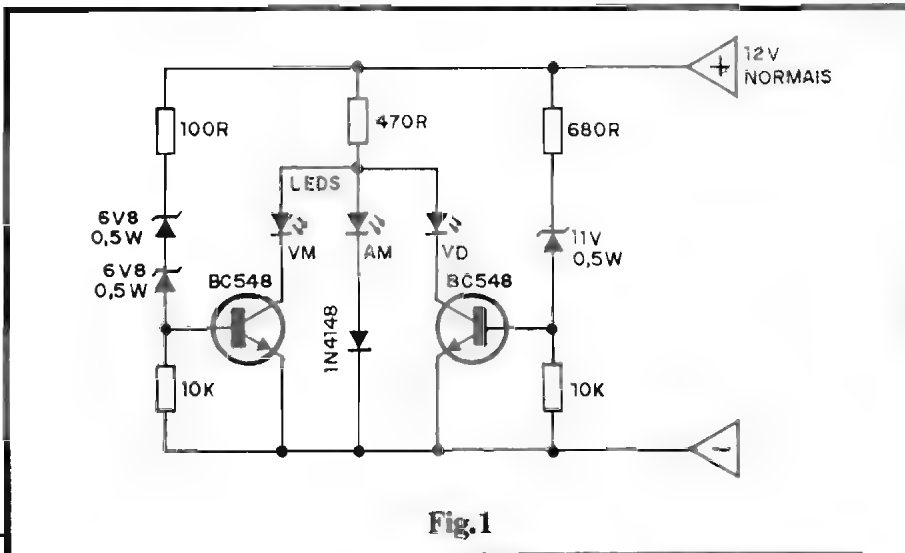 12V
NORMAIS
100R
470R
680R
LEDS
6V8
0,5W
VM
AM
VD
11V
0,5W
6V8
0,5W
BC548
BC548
1N4148
10K
10K
Fig.1